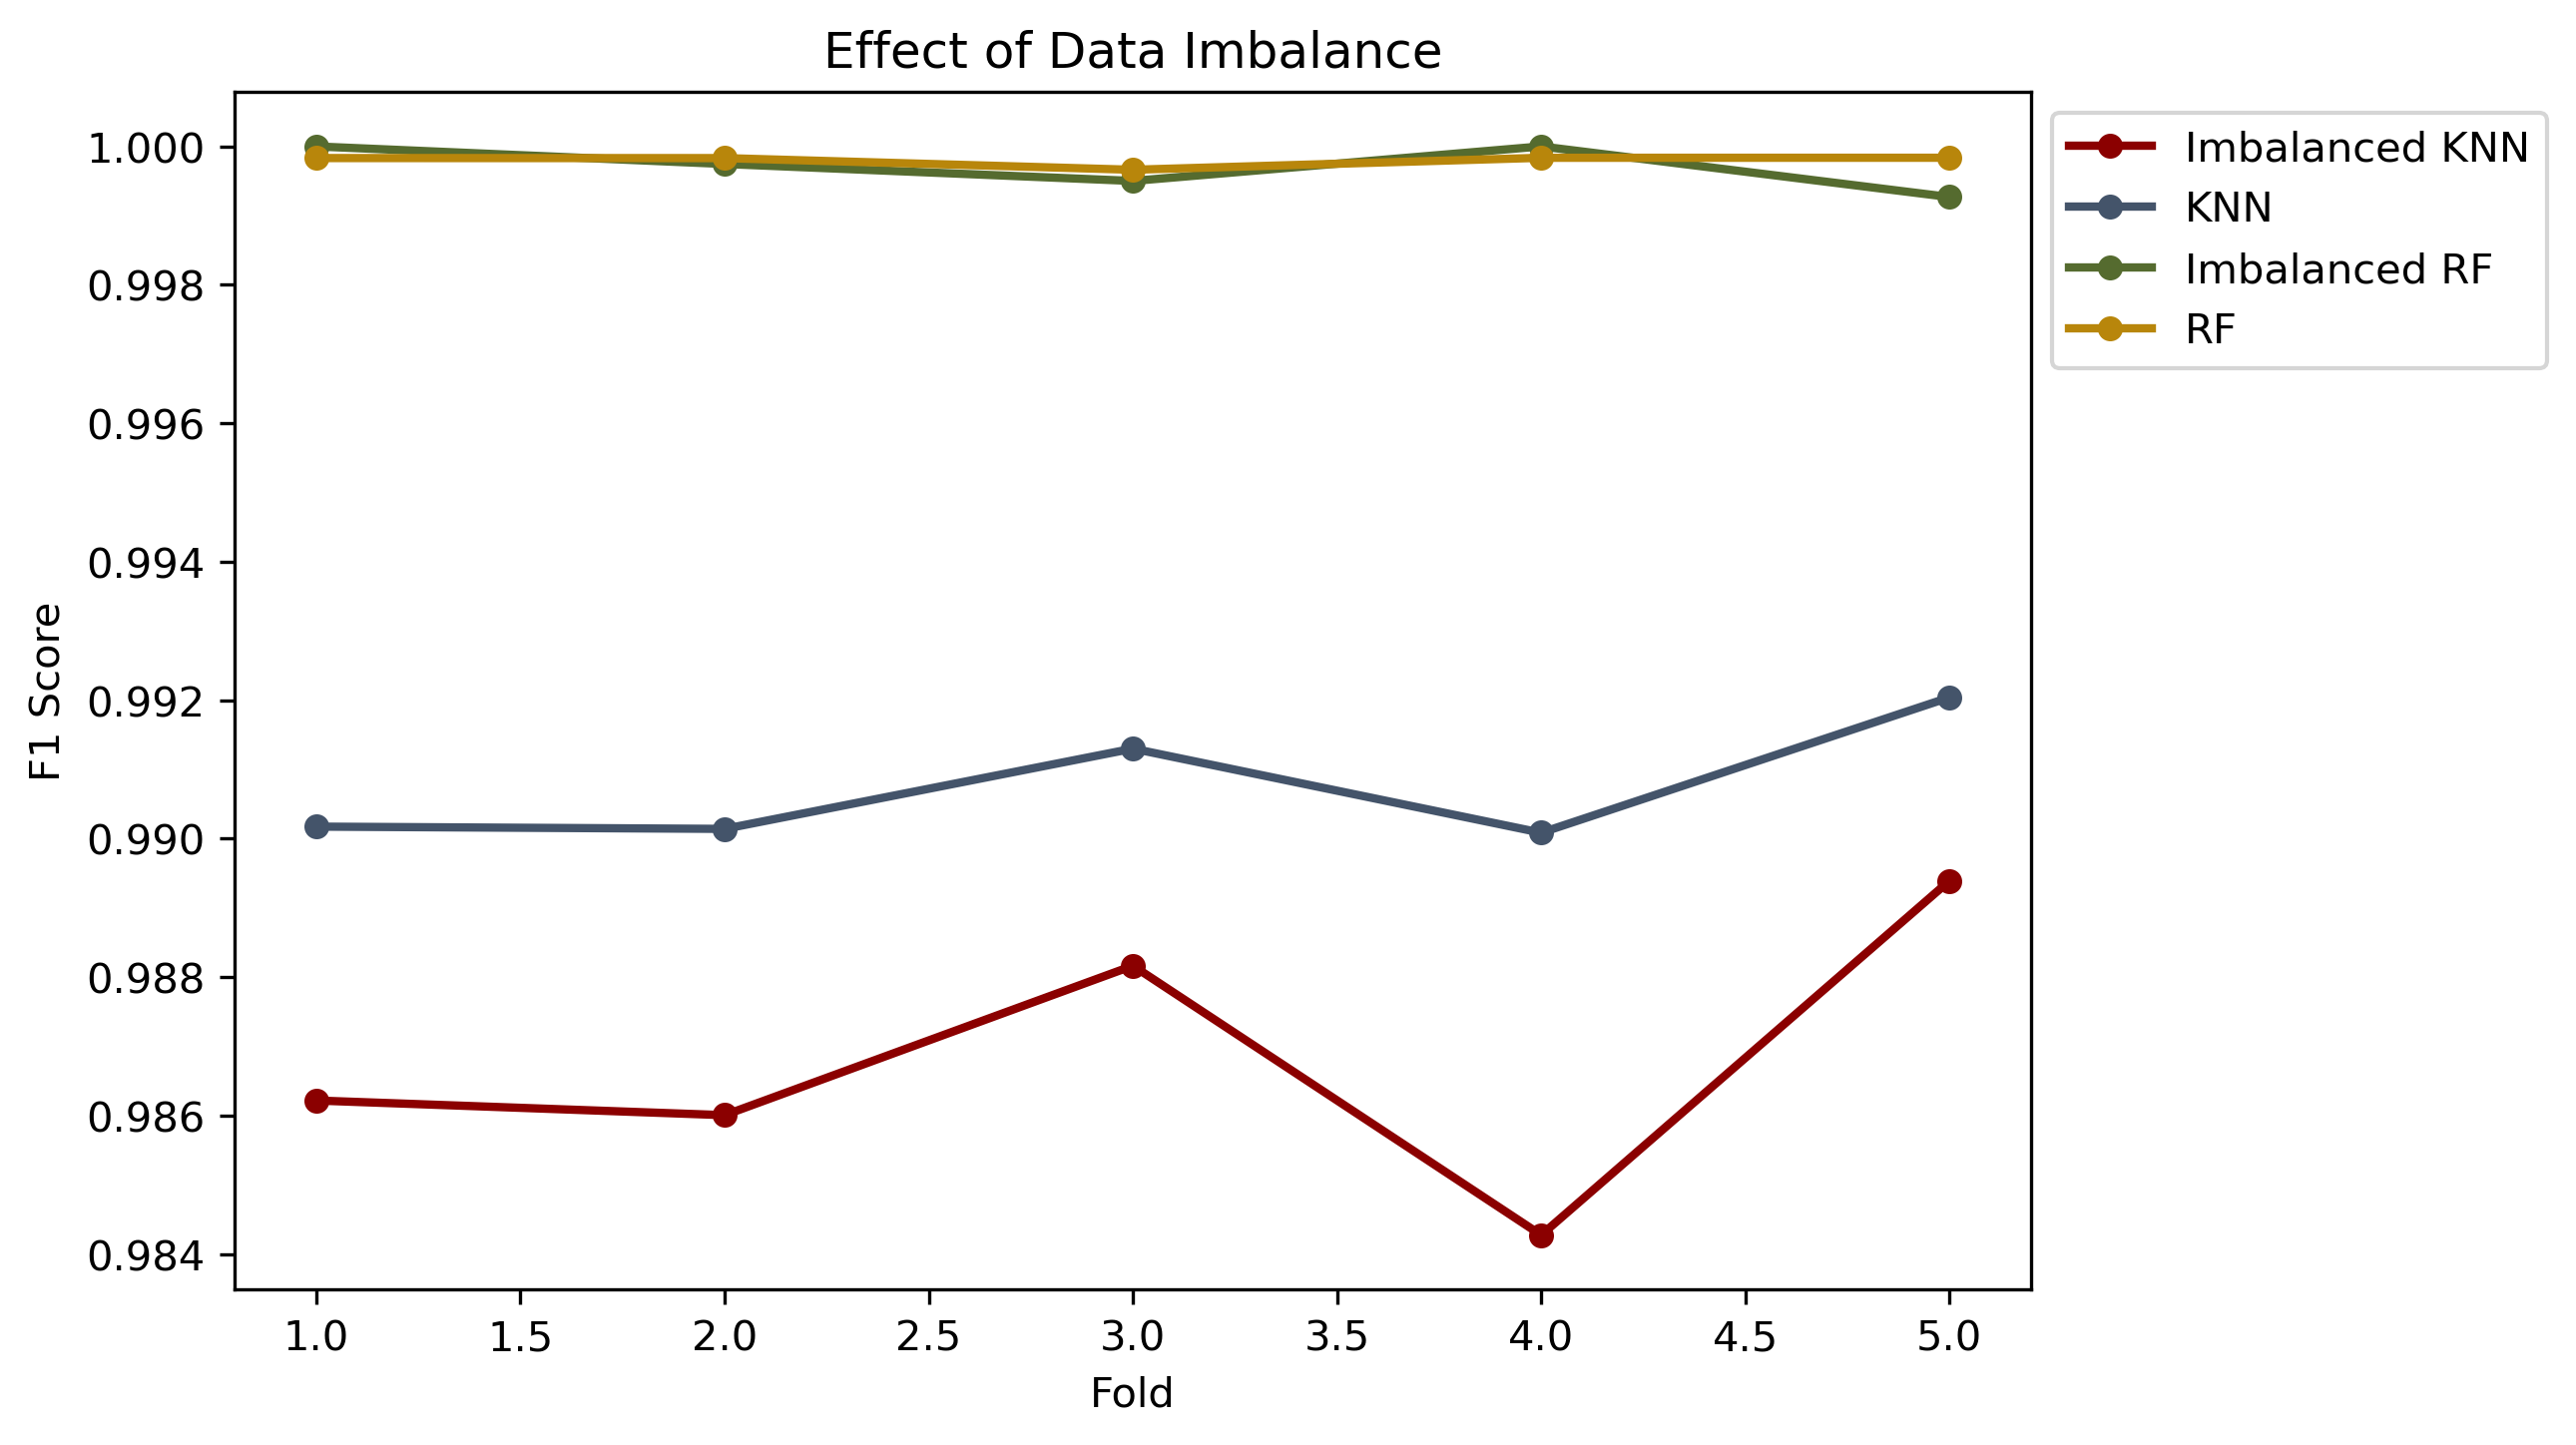 Effect of Data Imbalance
1.000
0.998
0.996
0.994
0.992
0.990
0.988
0.986
0.984
F1 Score
1.0 1.5 2.0 2.5 3.0 3.5 4.0 4.5 5.0
Fold
Imbalanced KNN
KNN
Imbalanced RF
RF